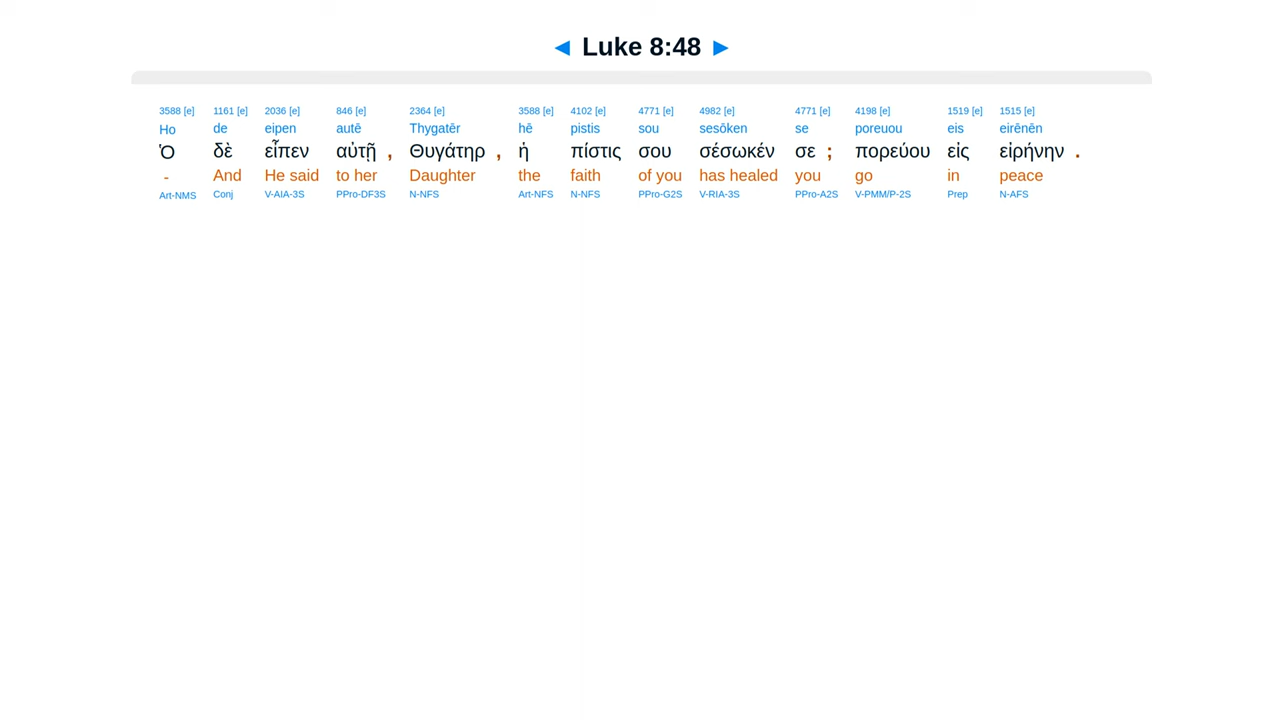 ◄ Luke 8:48 ►
3588 [e] 1161 [e] 2036 [e] 846 [e] 2364 [e] 3588 [e] 4102 [e] 4771 [e] 4982 [e] 4771 [e] 4198 [e] 1519 [e] 1515 [e]
Ho de eipen autē Thygatēr hē pistis sou sesōken se poreuou eis eirēnēn
Ὁ δὲ εἶπεν αὐτῇ , Θυγάτηρ , ἡ πίστις σου σέσωκέν σε ; πορεύου εἰς εἰρήνην .
- And He said to her Daughter the faith of you has healed you go in peace
Art-NMS Conj V-AIA-3S PPro-DF3S N-NFS Art-NFS N-NFS PPro-G2S V-RIA-3S PPro-A2S V-PMM/P-2S Prep N-AFS